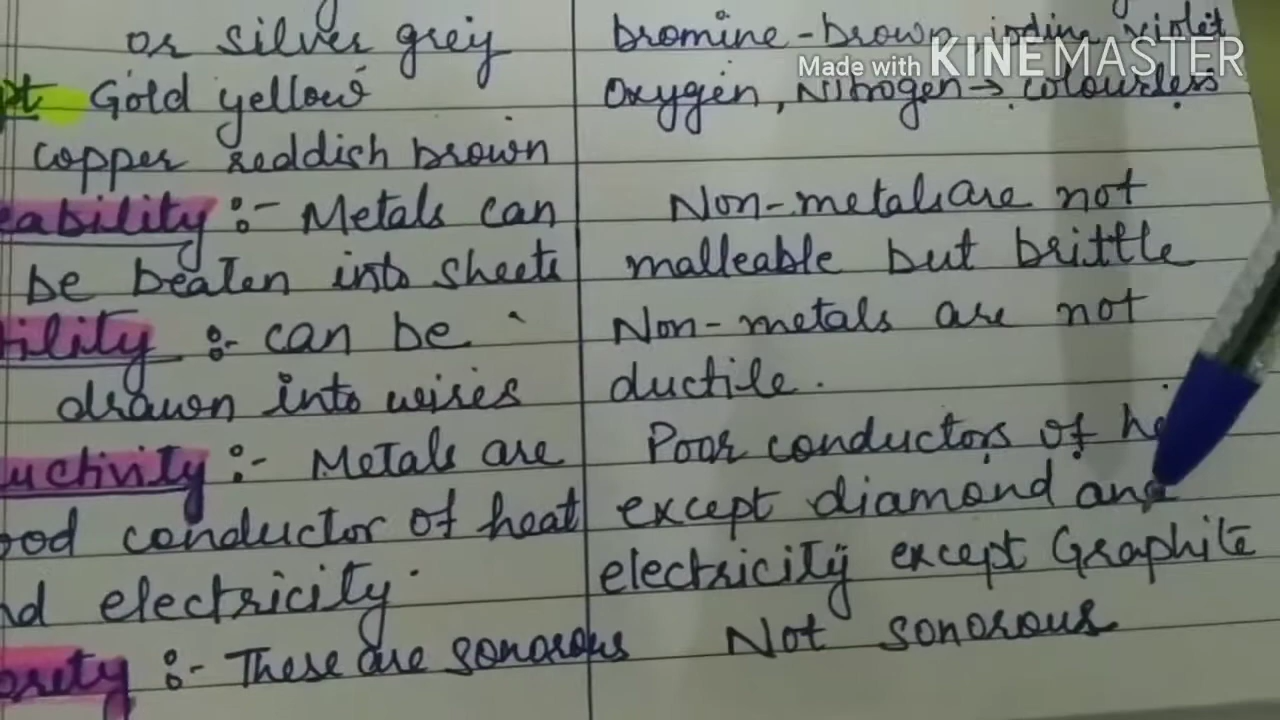 or silver grey
Gold yellow
copper reddish brown
:- Metals can
be beaten into sheets
:- can be
drawn into wires
:- Metals are
conductor of heat
electricity.
:- These are sonorous
bromine - brown, iodine violet
Oxygen, Nitrogen → colourless
Non-metals are not
malleable but brittle
Non-metals are not
ductile.
Poor conductors of
except diamond and
electricity except Graphite
Not sonorous
Made with KINEMASTER